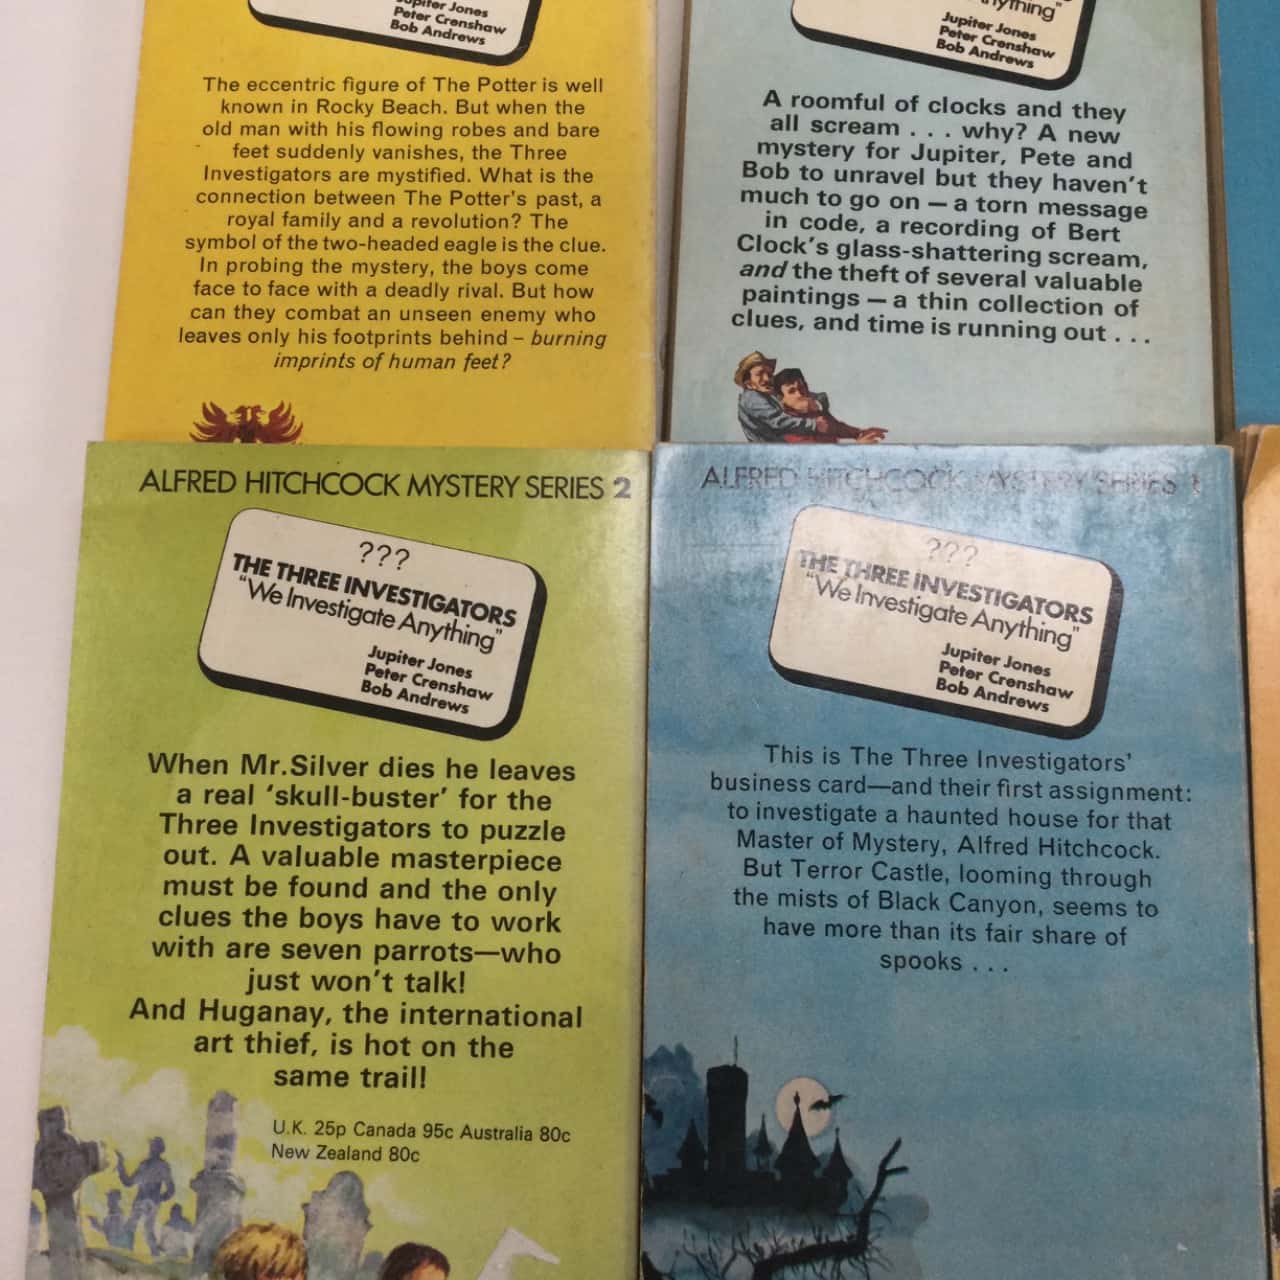 Jupiter Jones
Peter Crenshaw
Bob Andrews
The eccentric figure of The Potter is well
known in Rocky Beach. But when the
old man with his flowing robes and bare
feet suddenly vanishes, the Three
Investigators are mystified. What is the
connection between The Potter's past, a
royal family and a revolution? The
symbol of the two-headed eagle is the clue.
In probing the mystery, the boys come
face to face with a deadly rival. But how
can they combat an unseen enemy who
leaves only his footprints behind – burning
imprints of human feet?
Anything"
Jupiter Jones
Peter Crenshaw
Bob Andrews
A roomful of clocks and they
all scream . . . why? A new
mystery for Jupiter, Pete and
Bob to unravel but they haven't
much to go on — a torn message
in code, a recording of Bert
Clock's glass-shattering scream,
and the theft of several valuable
paintings — a thin collection of
clues, and time is running out . . .
ALFRED HITCHCOCK MYSTERY SERIES 2
???
THE THREE INVESTIGATORS
"We Investigate Anything"
Jupiter Jones
Peter Crenshaw
Bob Andrews
When Mr.Silver dies he leaves
a real 'skull-buster' for the
Three Investigators to puzzle
out. A valuable masterpiece
must be found and the only
clues the boys have to work
with are seven parrots—who
just won't talk!
And Huganay, the international
art thief, is hot on the
same trail!
U.K. 25p Canada 95c Australia 80c
New Zealand 80c
ALFRED HITCHCOCK MYSTERY SERIES 1
???
THE THREE INVESTIGATORS
"We Investigate Anything"
Jupiter Jones
Peter Crenshaw
Bob Andrews
This is The Three Investigators'
business card—and their first assignment:
to investigate a haunted house for that
Master of Mystery, Alfred Hitchcock.
But Terror Castle, looming through
the mists of Black Canyon, seems to
have more than its fair share of
spooks . . .